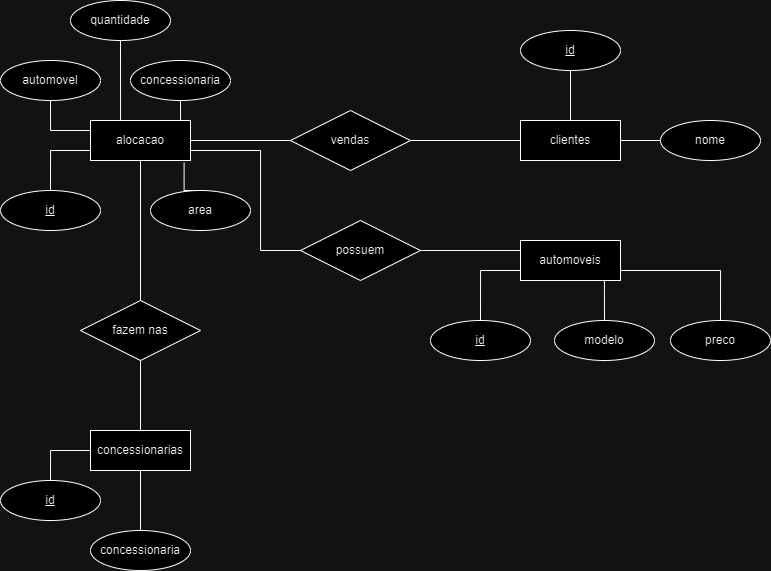 quantidade
id
automovel
concessionaria
alocacao
vendas
clientes
nome
id
area
possuem
automoveis
fazem nas
id
modelo
preco
concessionarias
id
concessionaria